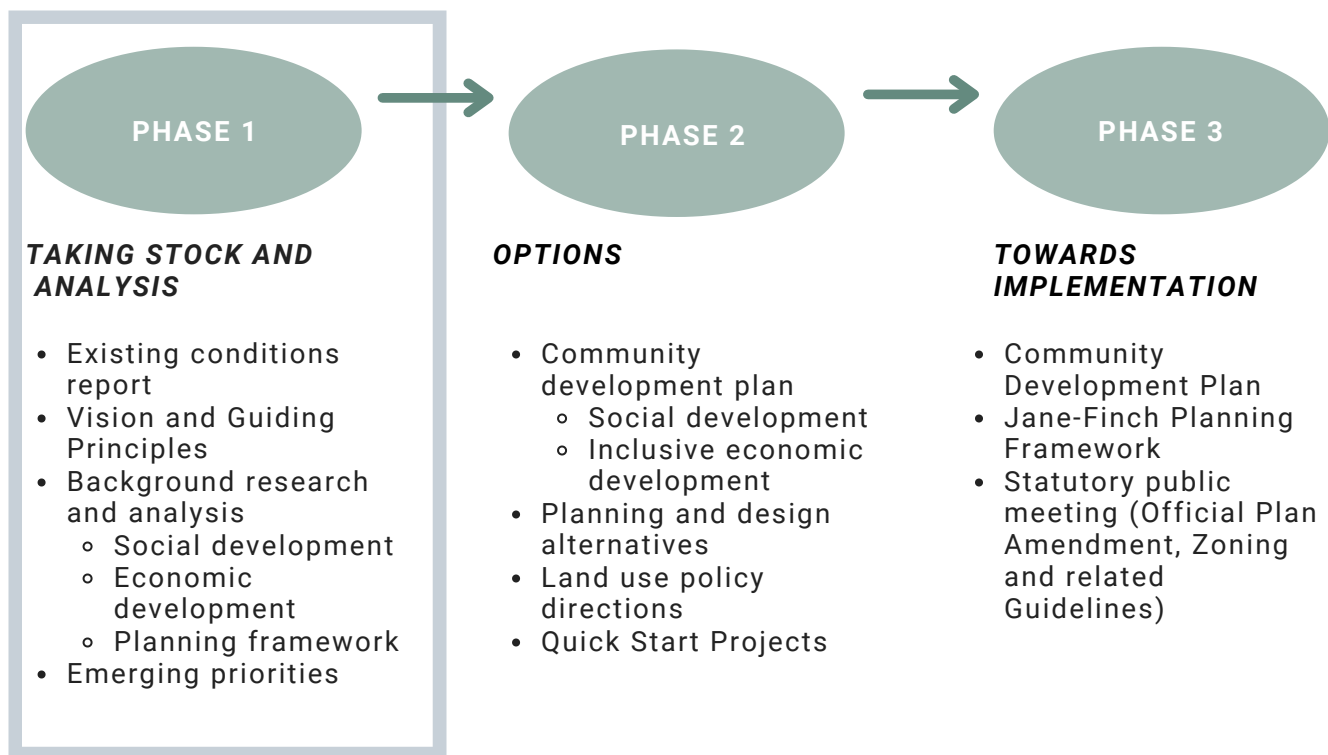 PHASE 1
TAKING STOCK AND
ANALYSIS
• Existing conditions
report
• Vision and Guiding
Principles
• Background research
and analysis
◦ Social development
◦ Economic
development
◦ Planning framework
• Emerging priorities
PHASE 2
OPTIONS
• Community
development plan
◦ Social development
◦ Inclusive economic
development
• Planning and design
alternatives
• Land use policy
directions
• Quick Start Projects
PHASE 3
TOWARDS
IMPLEMENTATION
• Community
Development Plan
• Jane-Finch Planning
Framework
• Statutory public
meeting (Official Plan
Amendment, Zoning
and related
Guidelines)